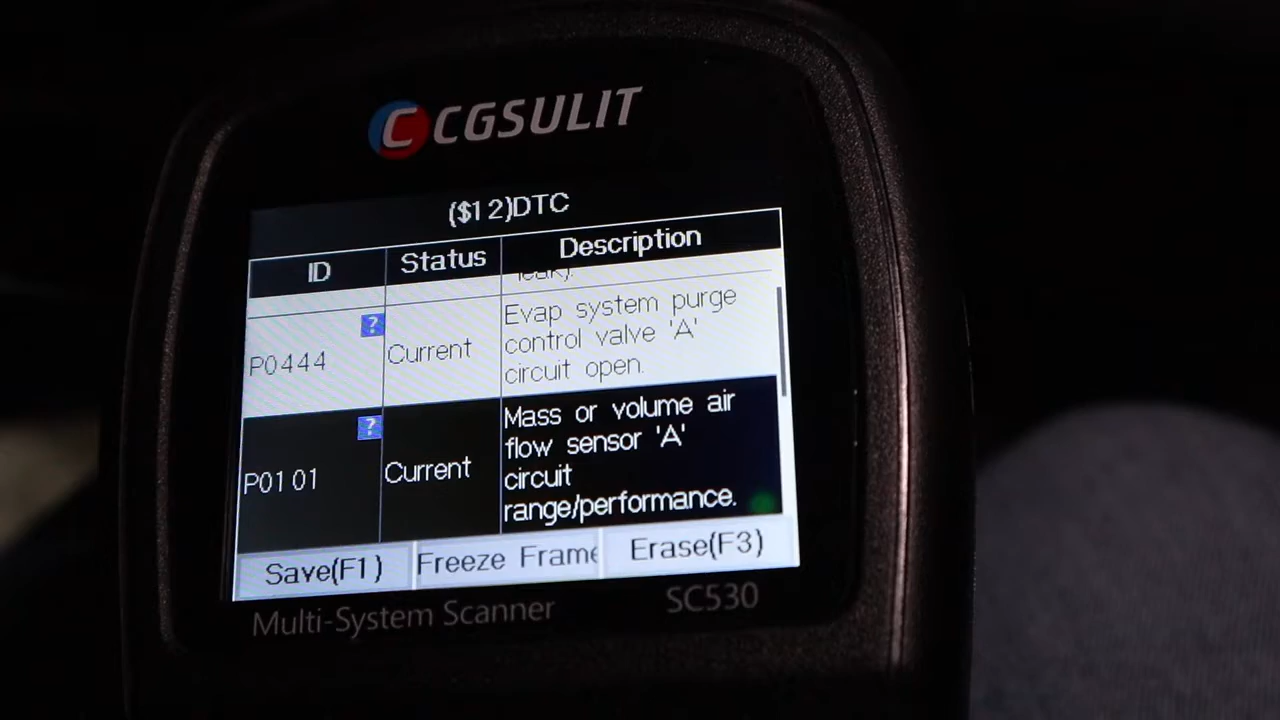 CGSULIT
($12)DTC
ID Status Description
leak).
P0444 ? Current Evap system purge
control valve 'A'
circuit open.
P0101 ? Current Mass or volume air
flow sensor 'A'
circuit
range/performance.
Save(F1) Freeze Frame Erase(F3)
Multi-System Scanner SC530